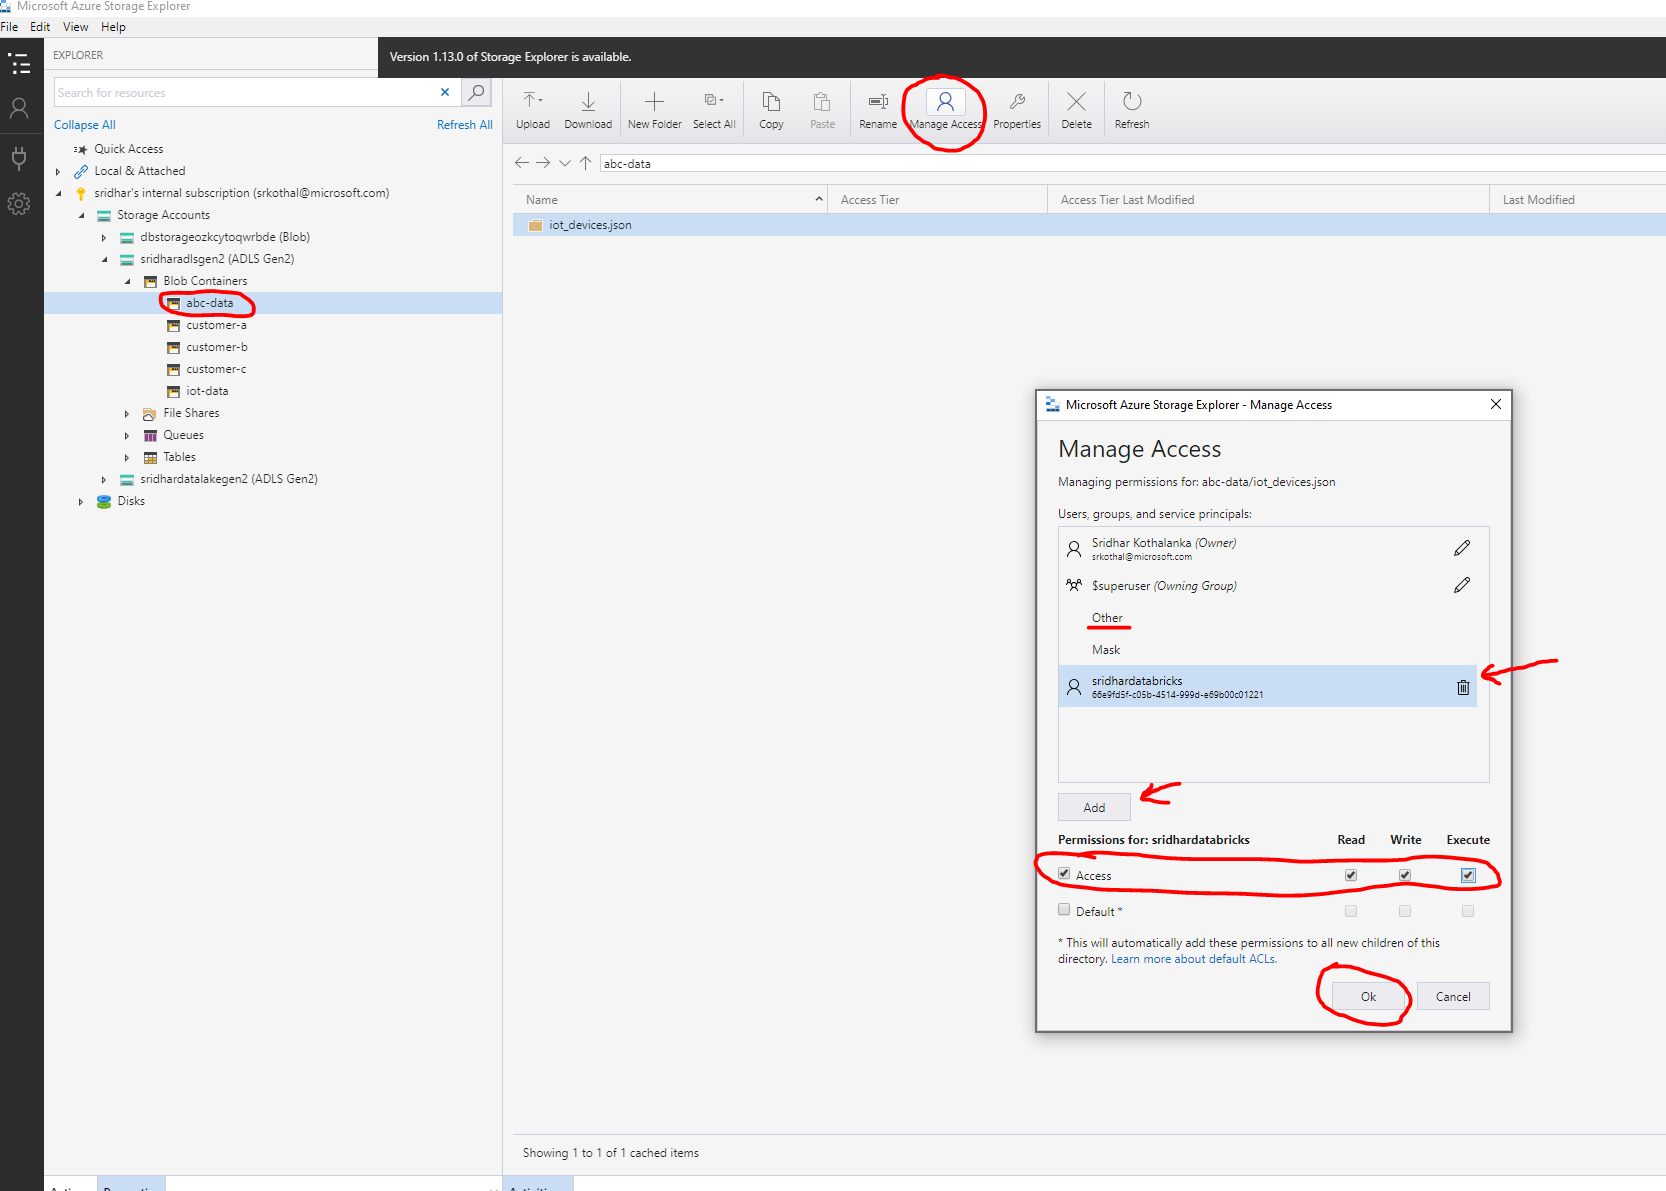 Microsoft Azure Storage Explorer
File Edit View Help
EXPLORER
Version 1.13.0 of Storage Explorer is available.
Search for resources
Collapse All Refresh All
Upload Download New Folder Select All Copy Paste Rename Manage Access Properties Delete Refresh
abc-data
Name Access Tier Access Tier Last Modified Last Modified
iot_devices.json
Quick Access
Local & Attached
sridhar's internal subscription (srkothal@microsoft.com)
Storage Accounts
dbstorageozkcytoqwrbde (Blob)
sridharadlsgen2 (ADLS Gen2)
Blob Containers
abc-data
customer-a
customer-b
customer-c
iot-data
File Shares
Queues
Tables
sridhardatalakegen2 (ADLS Gen2)
Disks
Microsoft Azure Storage Explorer - Manage Access
Manage Access
Managing permissions for: abc-data/iot_devices.json
Users, groups, and service principals:
Sridhar Kothalanka (Owner)
srkothal@microsoft.com
$superuser (Owning Group)
Other
Mask
sridhardatabricks
66e9fd5f-c05b-4514-999d-e69b00c01221
Add
Permissions for: sridhardatabricks Read Write Execute
Access
Default *
* This will automatically add these permissions to all new children of this
directory. Learn more about default ACLs.
Ok Cancel
Showing 1 to 1 of 1 cached items